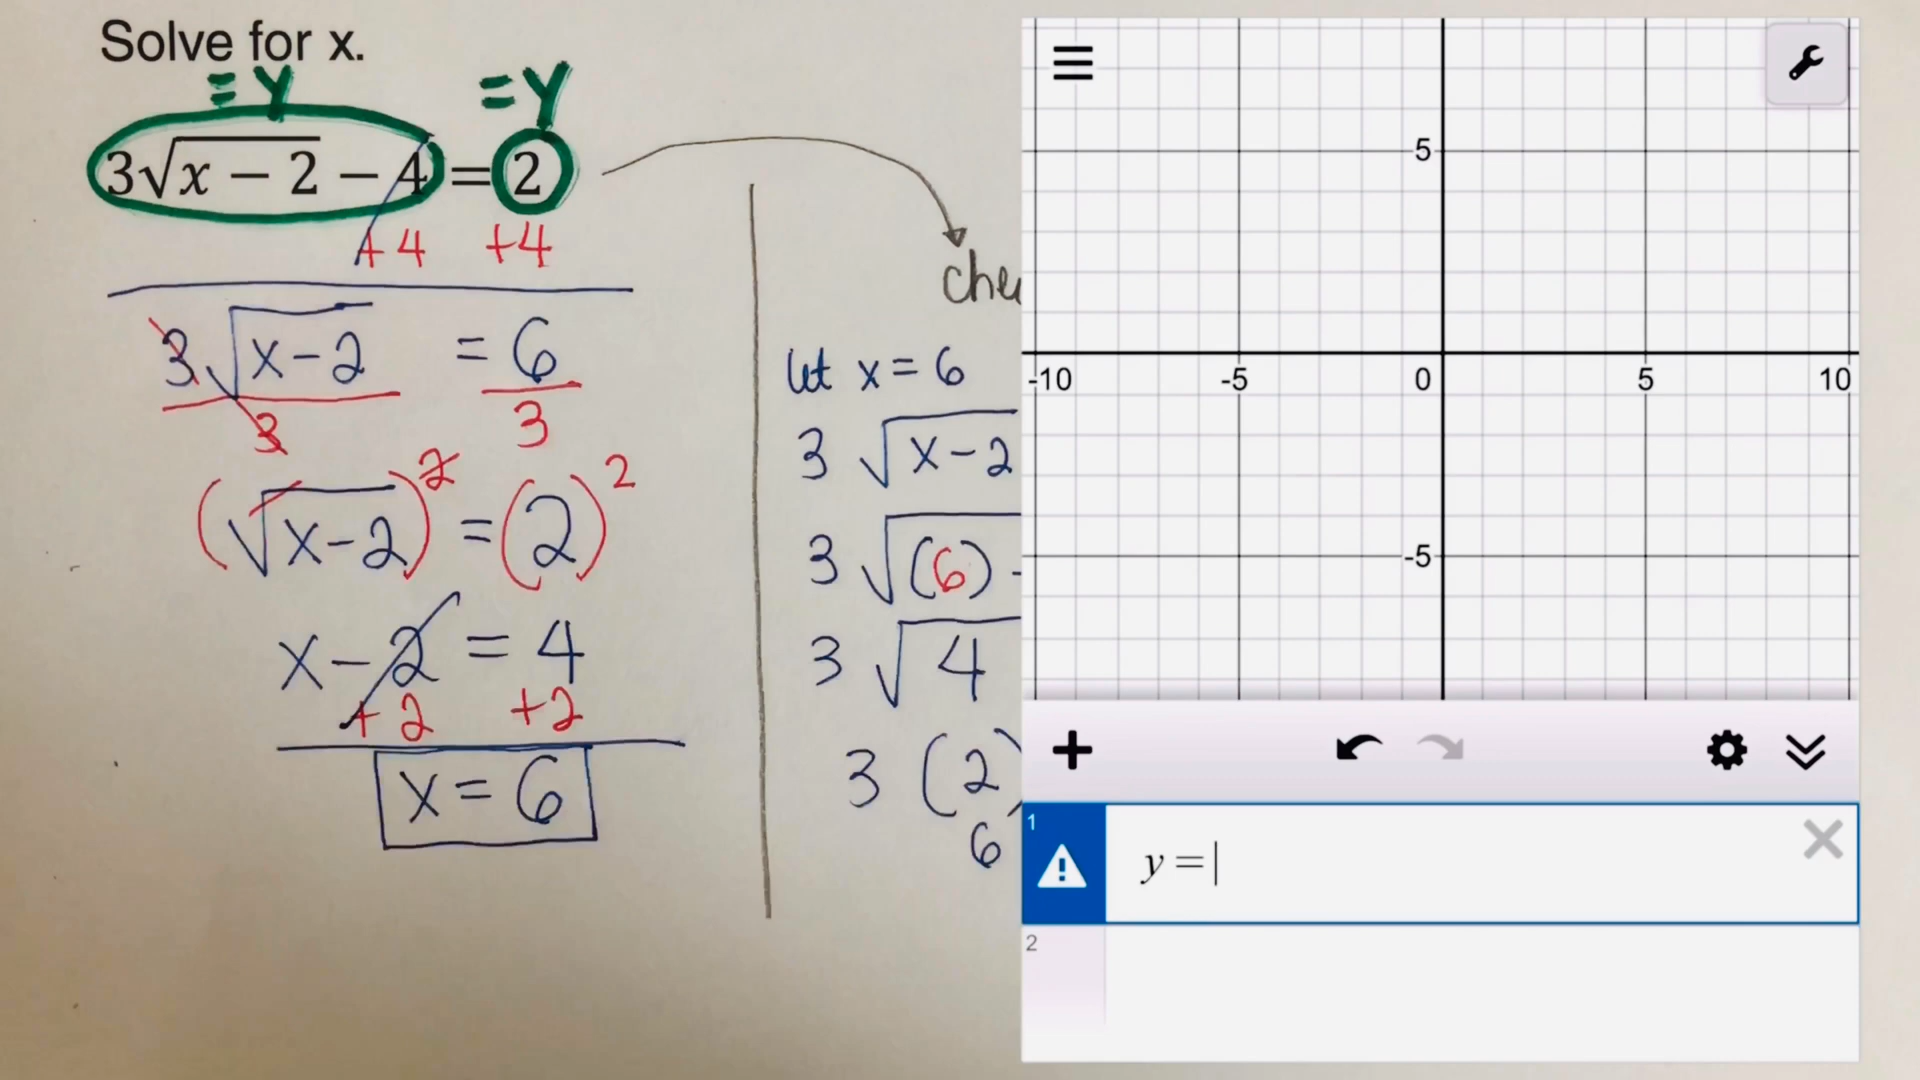 Solve for x.
= Y = Y
3√x − 2 − 4 = 2
+4 +4
3√x-2 = 6
3 3
(√x-2)² = (2)²
x-2 = 4
+2 +2
x = 6
let x = 6
3 √x-2
3 √(6) -
3 √4
3 (2)
6
5
-10 -5 0 5 10
-5
1
y =
2